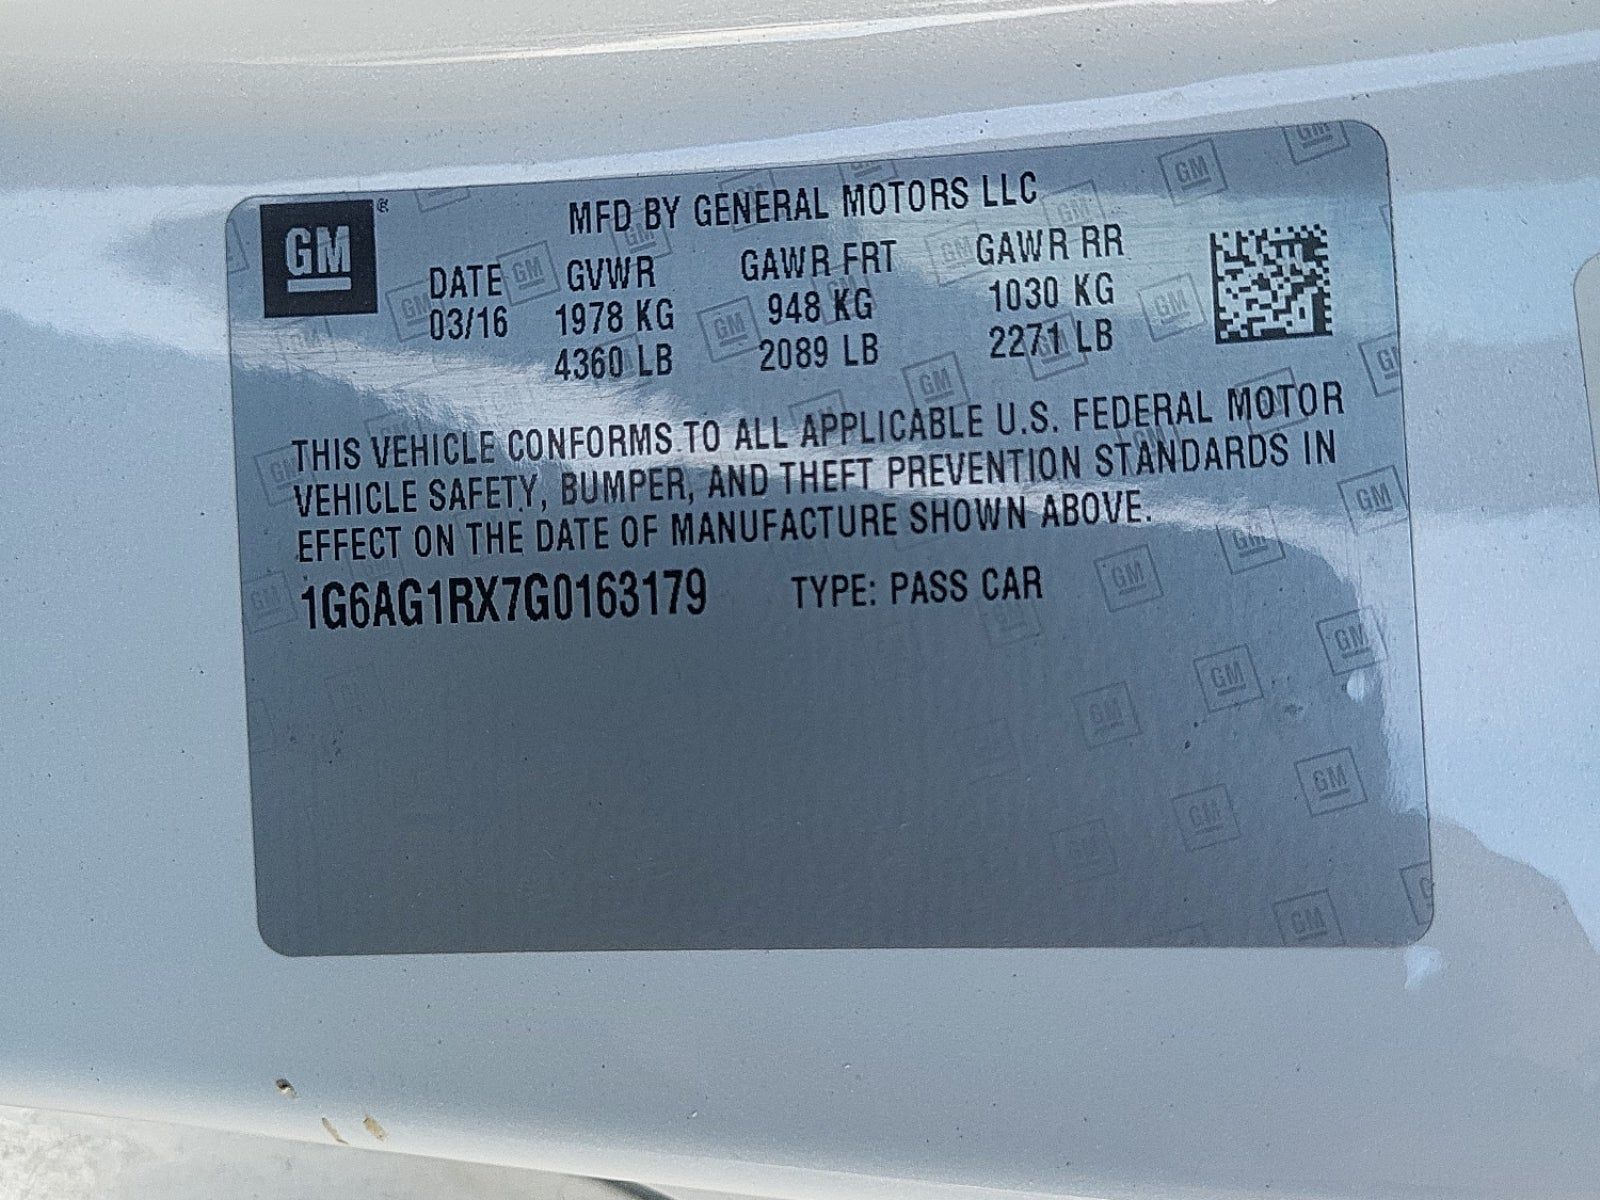 GM ®
MFD BY GENERAL MOTORS LLC
DATE GVWR GAWR FRT GAWR RR
03/16 1978 KG 948 KG 1030 KG
4360 LB 2089 LB 2271 LB
THIS VEHICLE CONFORMS TO ALL APPLICABLE U.S. FEDERAL MOTOR
VEHICLE SAFETY, BUMPER, AND THEFT PREVENTION STANDARDS IN
EFFECT ON THE DATE OF MANUFACTURE SHOWN ABOVE.
1G6AG1RX7G0163179 TYPE: PASS CAR